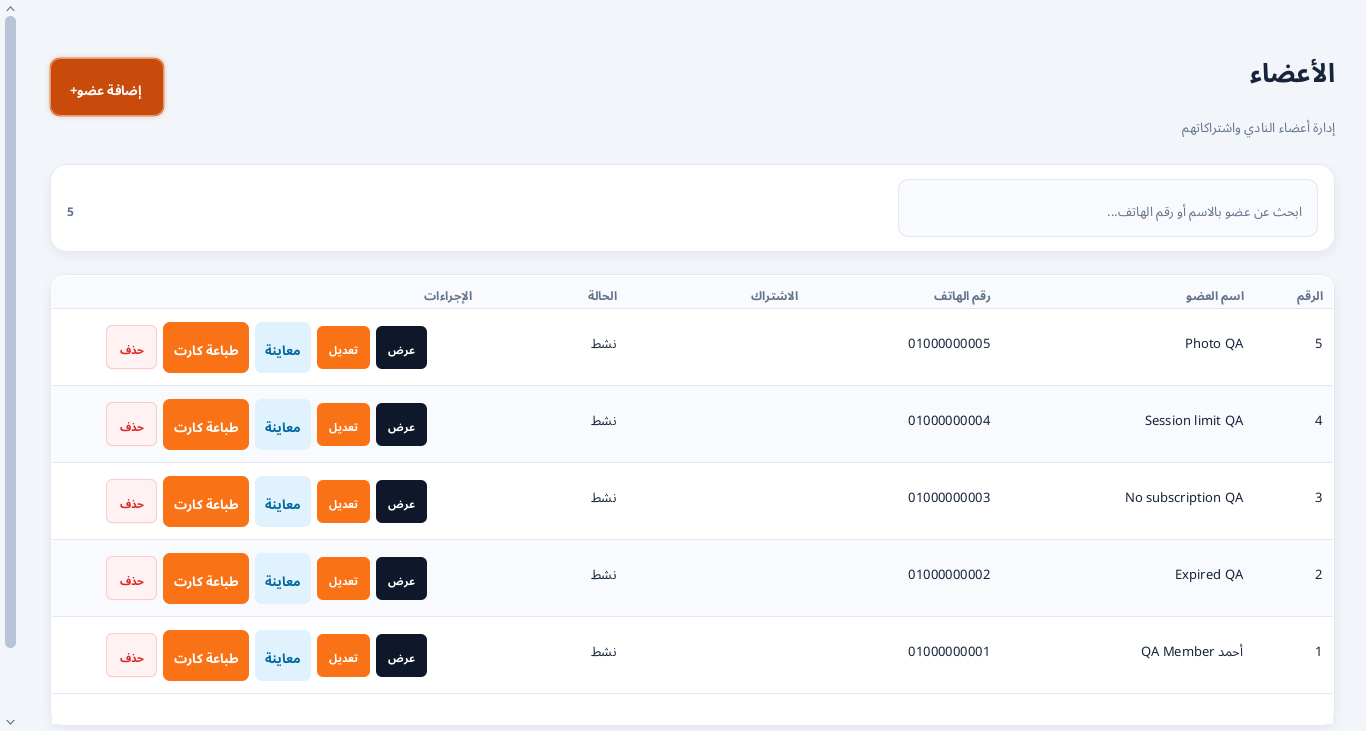 الأعضاء
إضافة عضو+
إدارة أعضاء النادي واشتراكاتهم
ابحث عن عضو بالاسم أو رقم الهاتف...
5
الرقم اسم العضو رقم الهاتف الاشتراك الحالة الإجراءات
5 Photo QA 01000000005 نشط عرض تعديل معاينة طباعة كارت حذف
4 Session limit QA 01000000004 نشط عرض تعديل معاينة طباعة كارت حذف
3 No subscription QA 01000000003 نشط عرض تعديل معاينة طباعة كارت حذف
2 Expired QA 01000000002 نشط عرض تعديل معاينة طباعة كارت حذف
1 أحمد QA Member 01000000001 نشط عرض تعديل معاينة طباعة كارت حذف